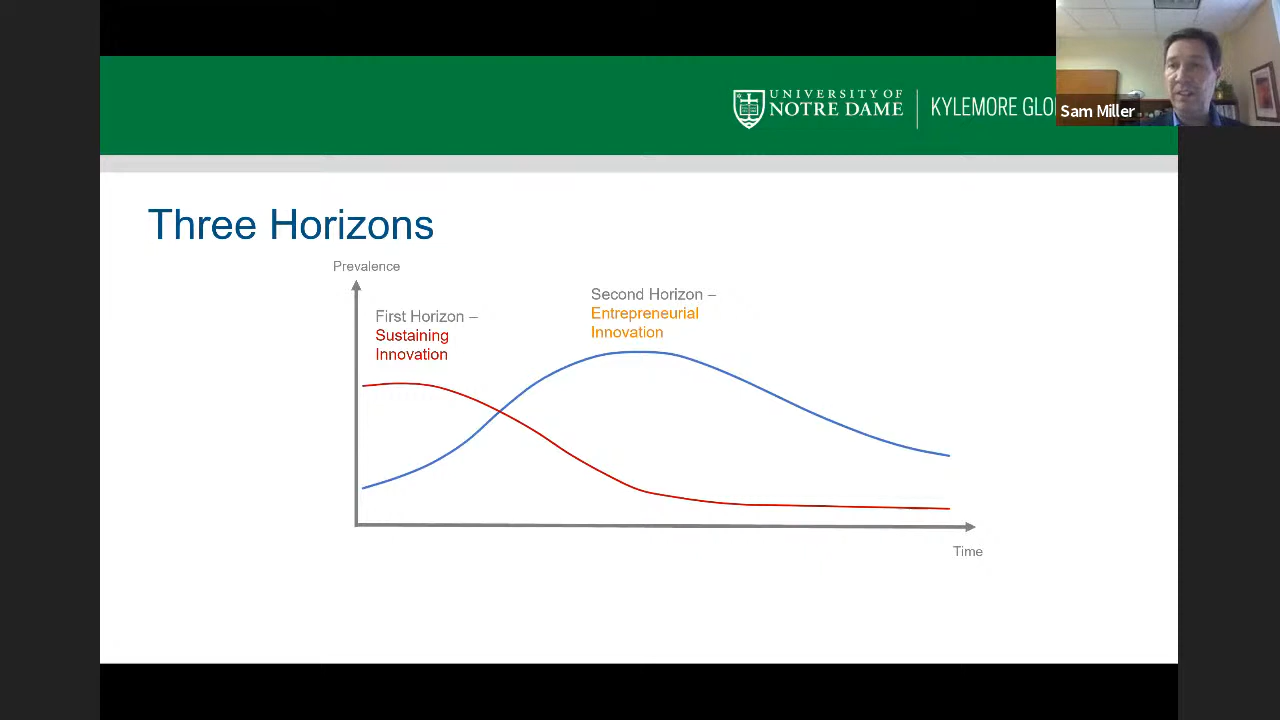 UNIVERSITY OF
NOTRE DAME
KYLEMORE GLO
Sam Miller
Three Horizons
Prevalence
First Horizon –
Sustaining
Innovation
Second Horizon –
Entrepreneurial
Innovation
Time